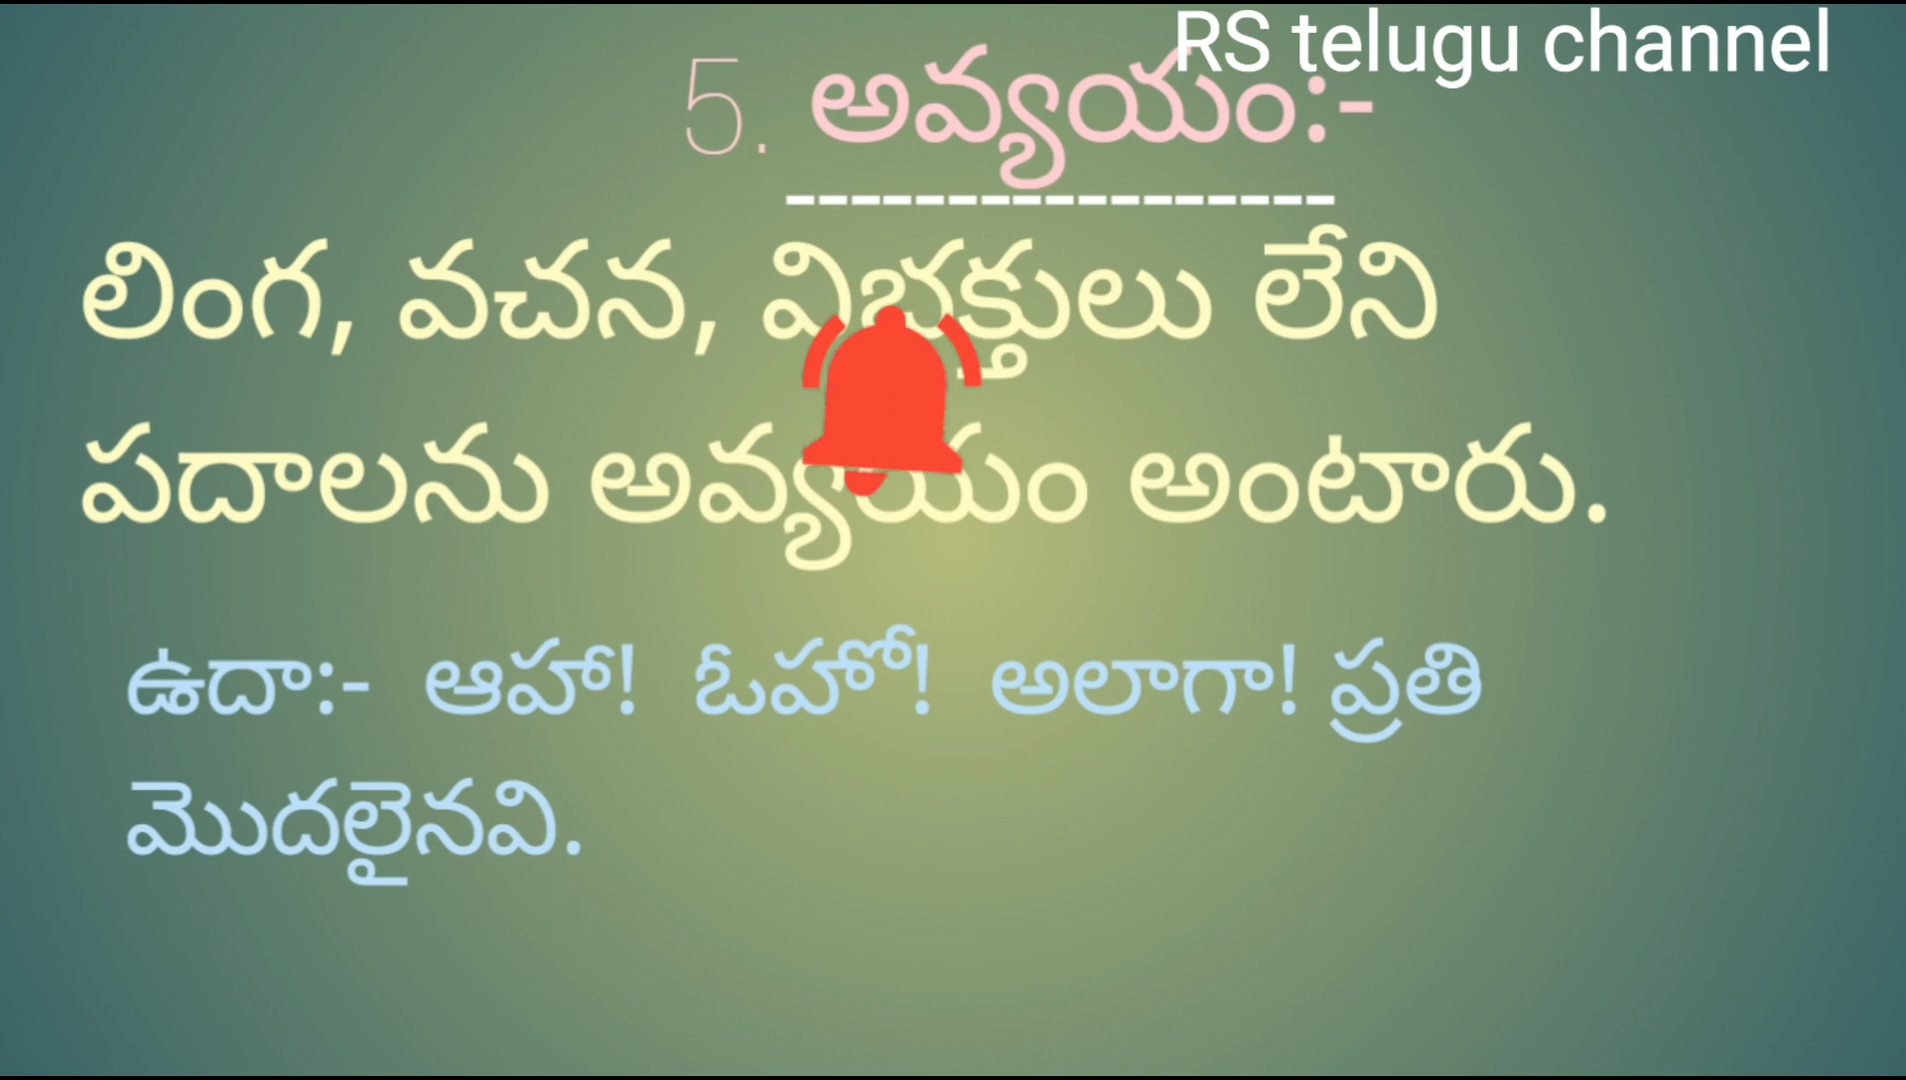 RS telugu channel
5. అవ్యయం:-
-----------------
లింగ, వచన, విభక్తులు లేని
పదాలను అవ్యయం అంటారు.
ఉదా:- ఆహా! ఓహో! అలాగా! ప్రతి
మొదలైనవి.